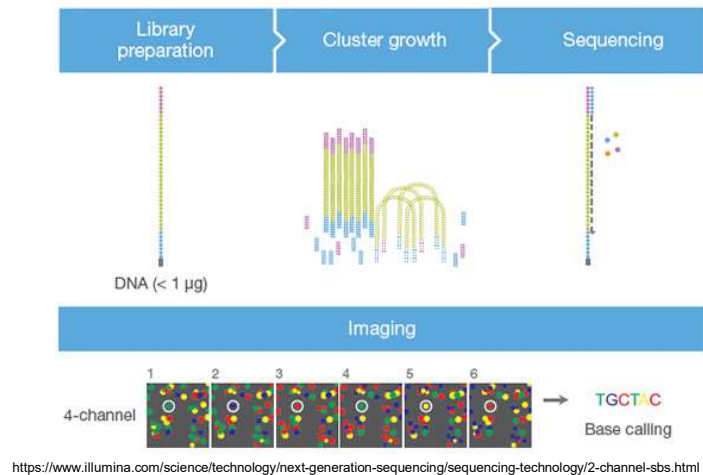 Library
preparation
Cluster growth
Sequencing
DNA (< 1 µg)
Imaging
1 2 3 4 5 6
4-channel
TGCTAC
Base calling
https://www.illumina.com/science/technology/next-generation-sequencing/sequencing-technology/2-channel-sbs.html